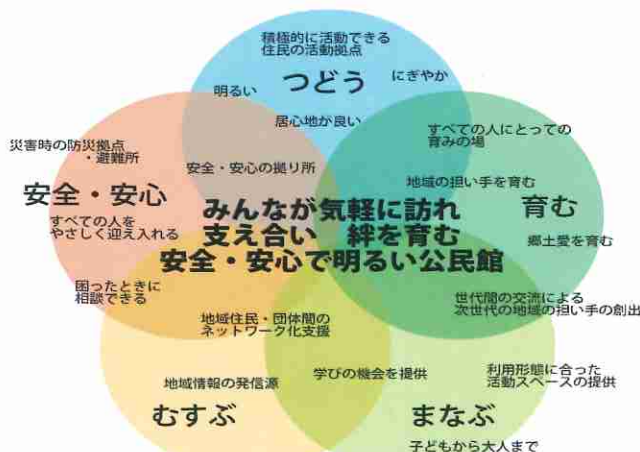 積極的に活動できる
住民の活動拠点
つどう
にぎやか
明るい
居心地が良い
すべての人にとっての
育みの場
災害時の防災拠点
・避難所
安全・安心の拠り所
地域の担い手を育む
安全・安心
育む
みんなが気軽に訪れ
支え合い 絆を育む
安全・安心で明るい公民館
すべての人を
やさしく迎え入れる
郷土愛を育む
困ったときに
相談できる
世代間の交流による
次世代の地域の担い手の創出
地域住民・団体間の
ネットワーク化支援
学びの機会を提供
利用形態に合った
活動スペースの提供
地域情報の発信源
むすぶ
まなぶ
子どもから大人まで